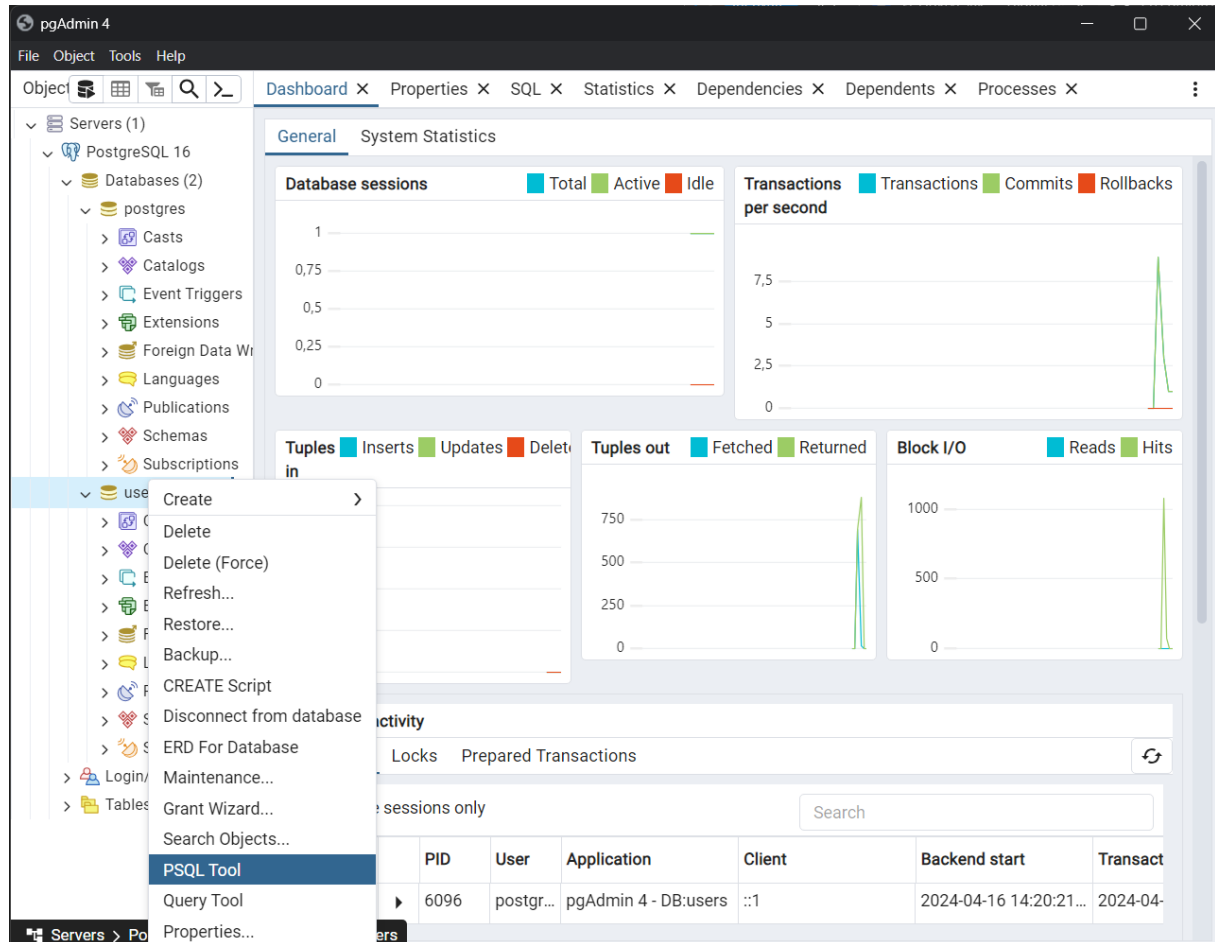 pgAdmin 4
File Object Tools Help
Object
Dashboard Properties SQL Statistics Dependencies Dependents Processes
Servers (1)
PostgreSQL 16
Databases (2)
postgres
Casts
Catalogs
Event Triggers
Extensions
Foreign Data Wr
Languages
Publications
Schemas
Subscriptions
use
C
C
E
E
F
L
P
S
S
Login/
Tables
Servers > Po
ers
Create
Delete
Delete (Force)
Refresh...
Restore...
Backup...
CREATE Script
Disconnect from database
ERD For Database
Maintenance...
Grant Wizard...
Search Objects...
PSQL Tool
Query Tool
Properties...
General System Statistics
Database sessions Total Active Idle
1
0,75
0,5
0,25
0
Transactions per second Transactions Commits Rollbacks
7,5
5
2,5
0
Tuples in Inserts Updates Delete
Tuples out Fetched Returned
750
500
250
0
Block I/O Reads Hits
1000
500
0
activity
Locks Prepared Transactions
sessions only
Search
PID User Application Client Backend start Transact
6096 postgr... pgAdmin 4 - DB:users ::1 2024-04-16 14:20:21... 2024-04-